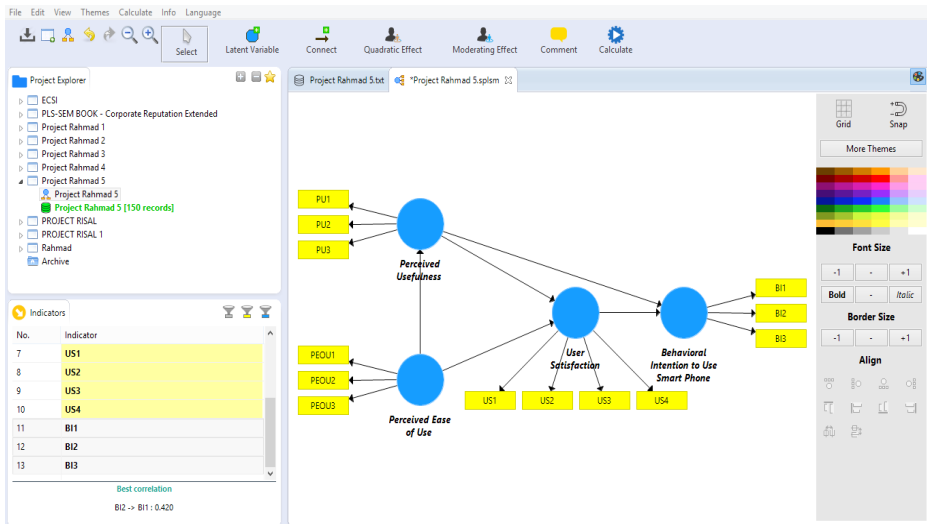 File Edit View Themes Calculate Info Language
Select
Latent Variable
Connect
Quadratic Effect
Moderating Effect
Comment
Calculate
Project Explorer
ECSI
PLS-SEM BOOK - Corporate Reputation Extended
Project Rahmad 1
Project Rahmad 2
Project Rahmad 3
Project Rahmad 4
Project Rahmad 5
Project Rahmad 5
Project Rahmad 5 [150 records]
PROJECT RISAL
PROJECT RISAL 1
Rahmad
Archive
Indicators
No. Indicator
7 US1
8 US2
9 US3
10 US4
11 BI1
12 BI2
13 BI3
Best correlation
BI2 -> BI1 : 0.420
Project Rahmad 5.txt
*Project Rahmad 5.splsm
PU1
PU2
PU3
Perceived
Usefulness
PEOU1
PEOU2
PEOU3
Perceived Ease
of Use
User
Satisfaction
US1
US2
US3
US4
Behavioral
Intention to Use
Smart Phone
BI1
BI2
BI3
Grid
Snap
More Themes
Font Size
-1 - +1
Bold - Italic
Border Size
-1 - +1
Align